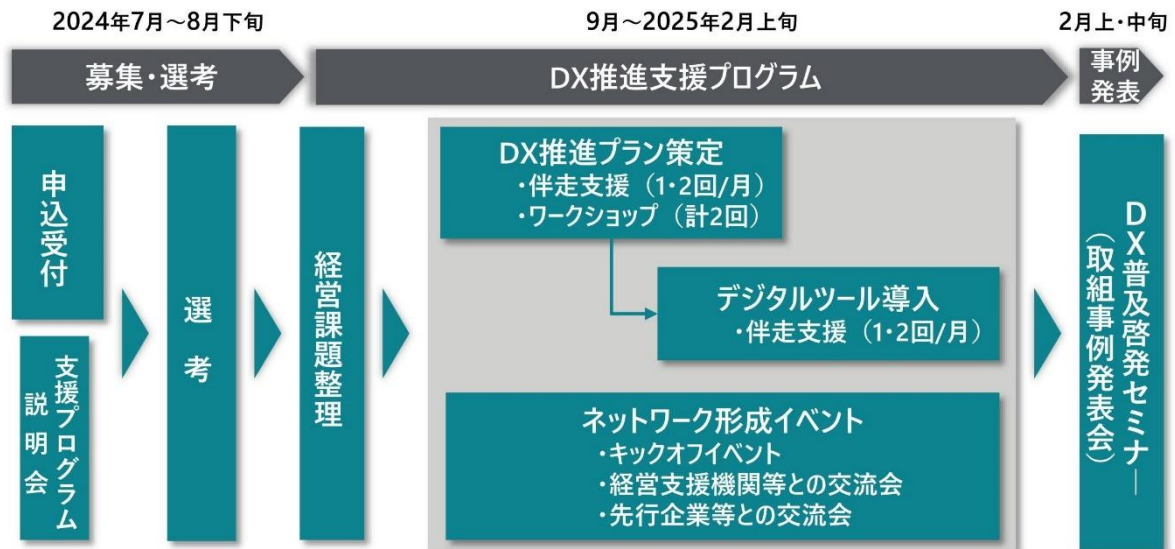 2024年7月～8月下旬
9月～2025年2月上旬
2月上・中旬
募集・選考
DX推進支援プログラム
事例
発表
申込受付
支援プログラム
説明会
選考
経営課題整理
DX推進プラン策定
・伴走支援（1・2回/月）
・ワークショップ（計2回）
デジタルツール導入
・伴走支援（1・2回/月）
ネットワーク形成イベント
・キックオフイベント
・経営支援機関等との交流会
・先行企業等との交流会
DX普及啓発セミナー
（取組事例発表会）